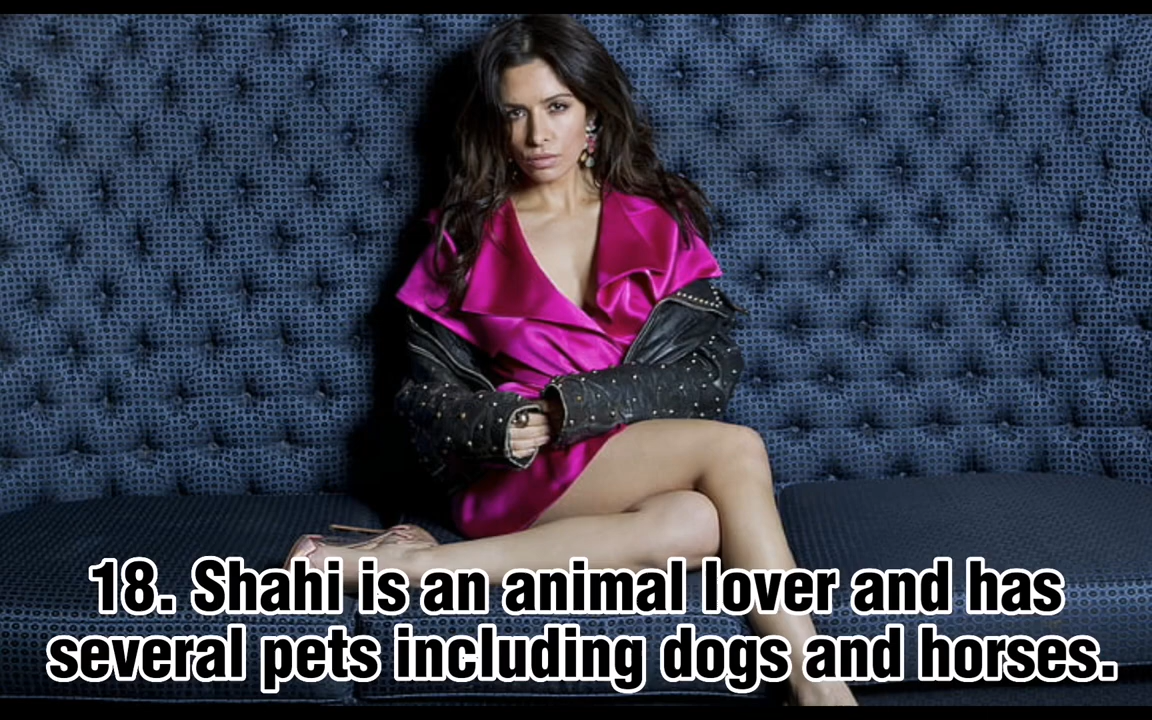 18. Shahi is an animal lover and has
several pets including dogs and horses.